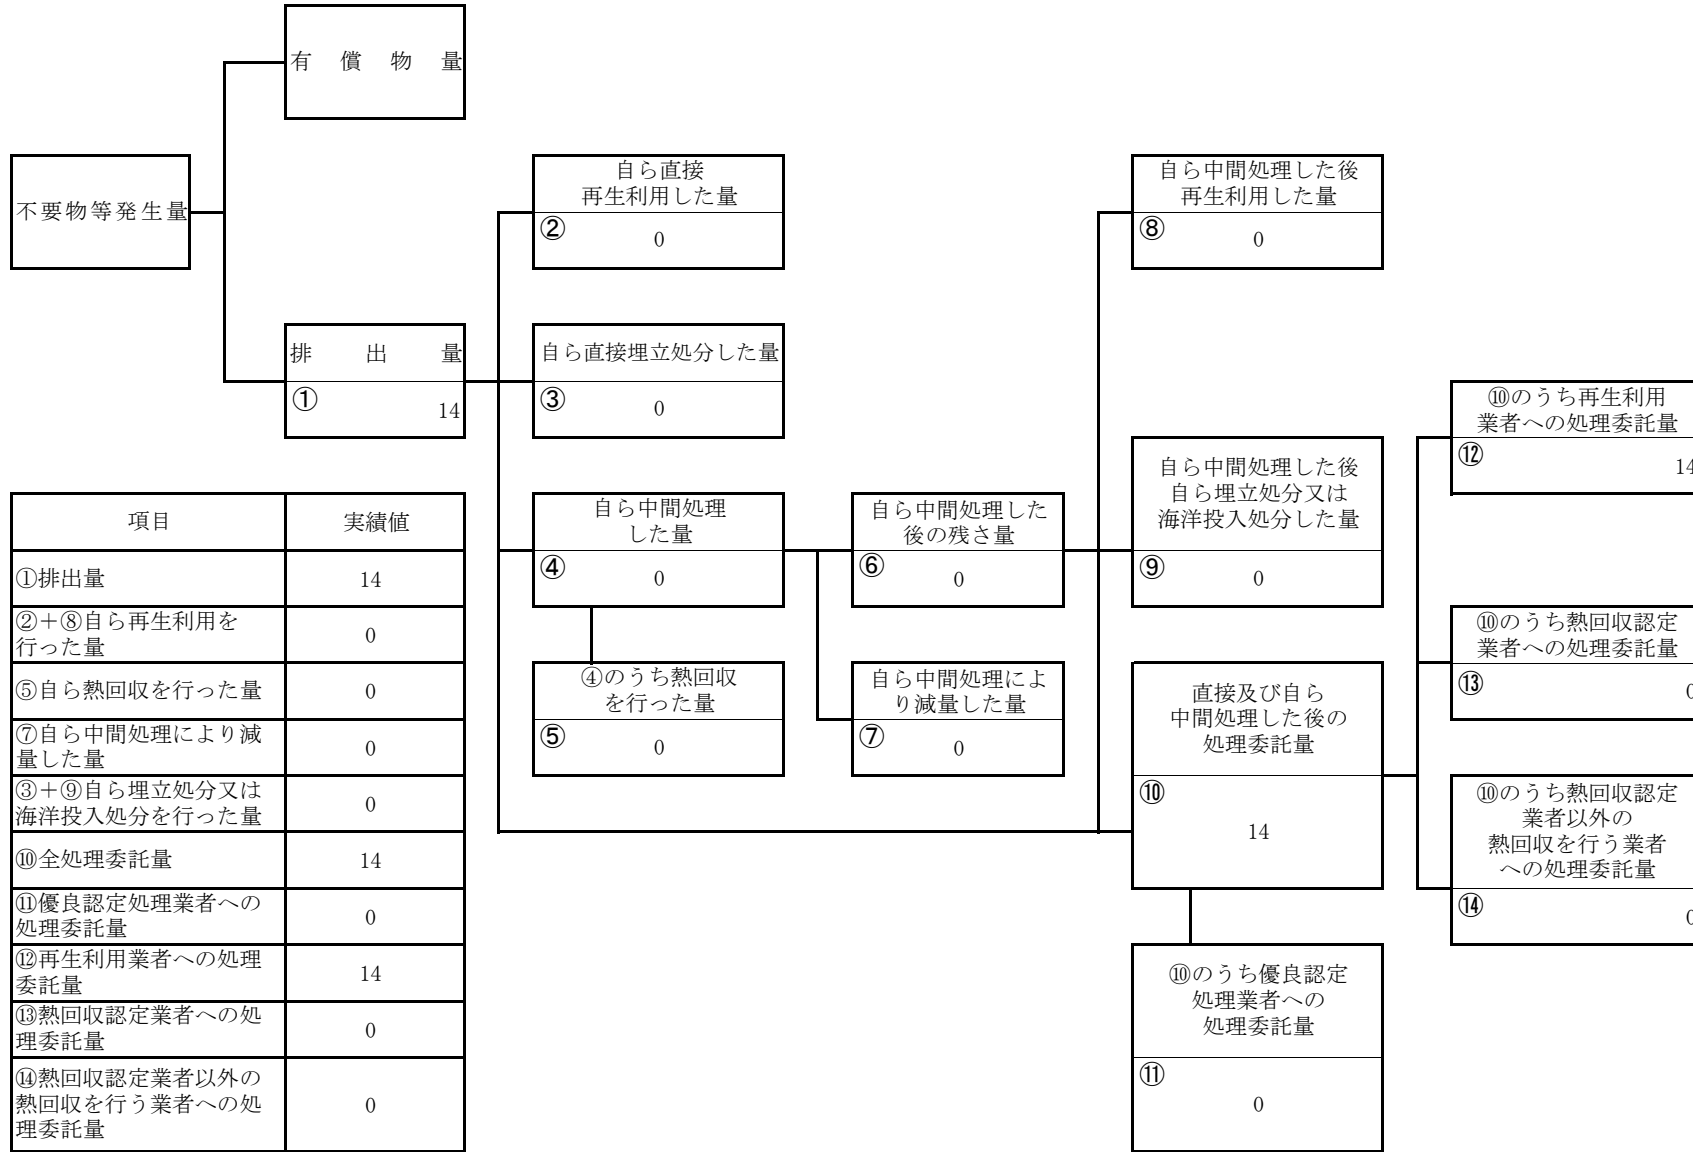 有償物量
不要物等発生量
自ら直接
再生利用した量
②
0
自ら中間処理した後
再生利用した量
⑧
0
排出量
①
14
自ら直接埋立処分した量
③
0
⑩のうち再生利用
業者への処理委託量
⑫
14
自ら中間処理
した量
④
0
自ら中間処理した
後の残さ量
⑥
0
自ら中間処理した後
自ら埋立処分又は
海洋投入処分した量
⑨
0
④のうち熱回収
を行った量
⑤
0
自ら中間処理によ
り減量した量
⑦
0
直接及び自ら
中間処理した後の
処理委託量
⑩
14
⑩のうち熱回収認定
業者への処理委託量
⑬
0
⑩のうち熱回収認定
業者以外の
熱回収を行う業者
への処理委託量
⑭
0
⑩のうち優良認定
処理業者への
処理委託量
⑪
0
項目 実績値
①排出量 14
②＋⑧自ら再生利用を
行った量 0
⑤自ら熱回収を行った量 0
⑦自ら中間処理により減
量した量 0
③＋⑨自ら埋立処分又は
海洋投入処分を行った量 0
⑩全処理委託量 14
⑪優良認定処理業者への
処理委託量 0
⑫再生利用業者への処理
委託量 14
⑬熱回収認定業者への処
理委託量 0
⑭熱回収認定業者以外の
熱回収を行う業者への処
理委託量 0